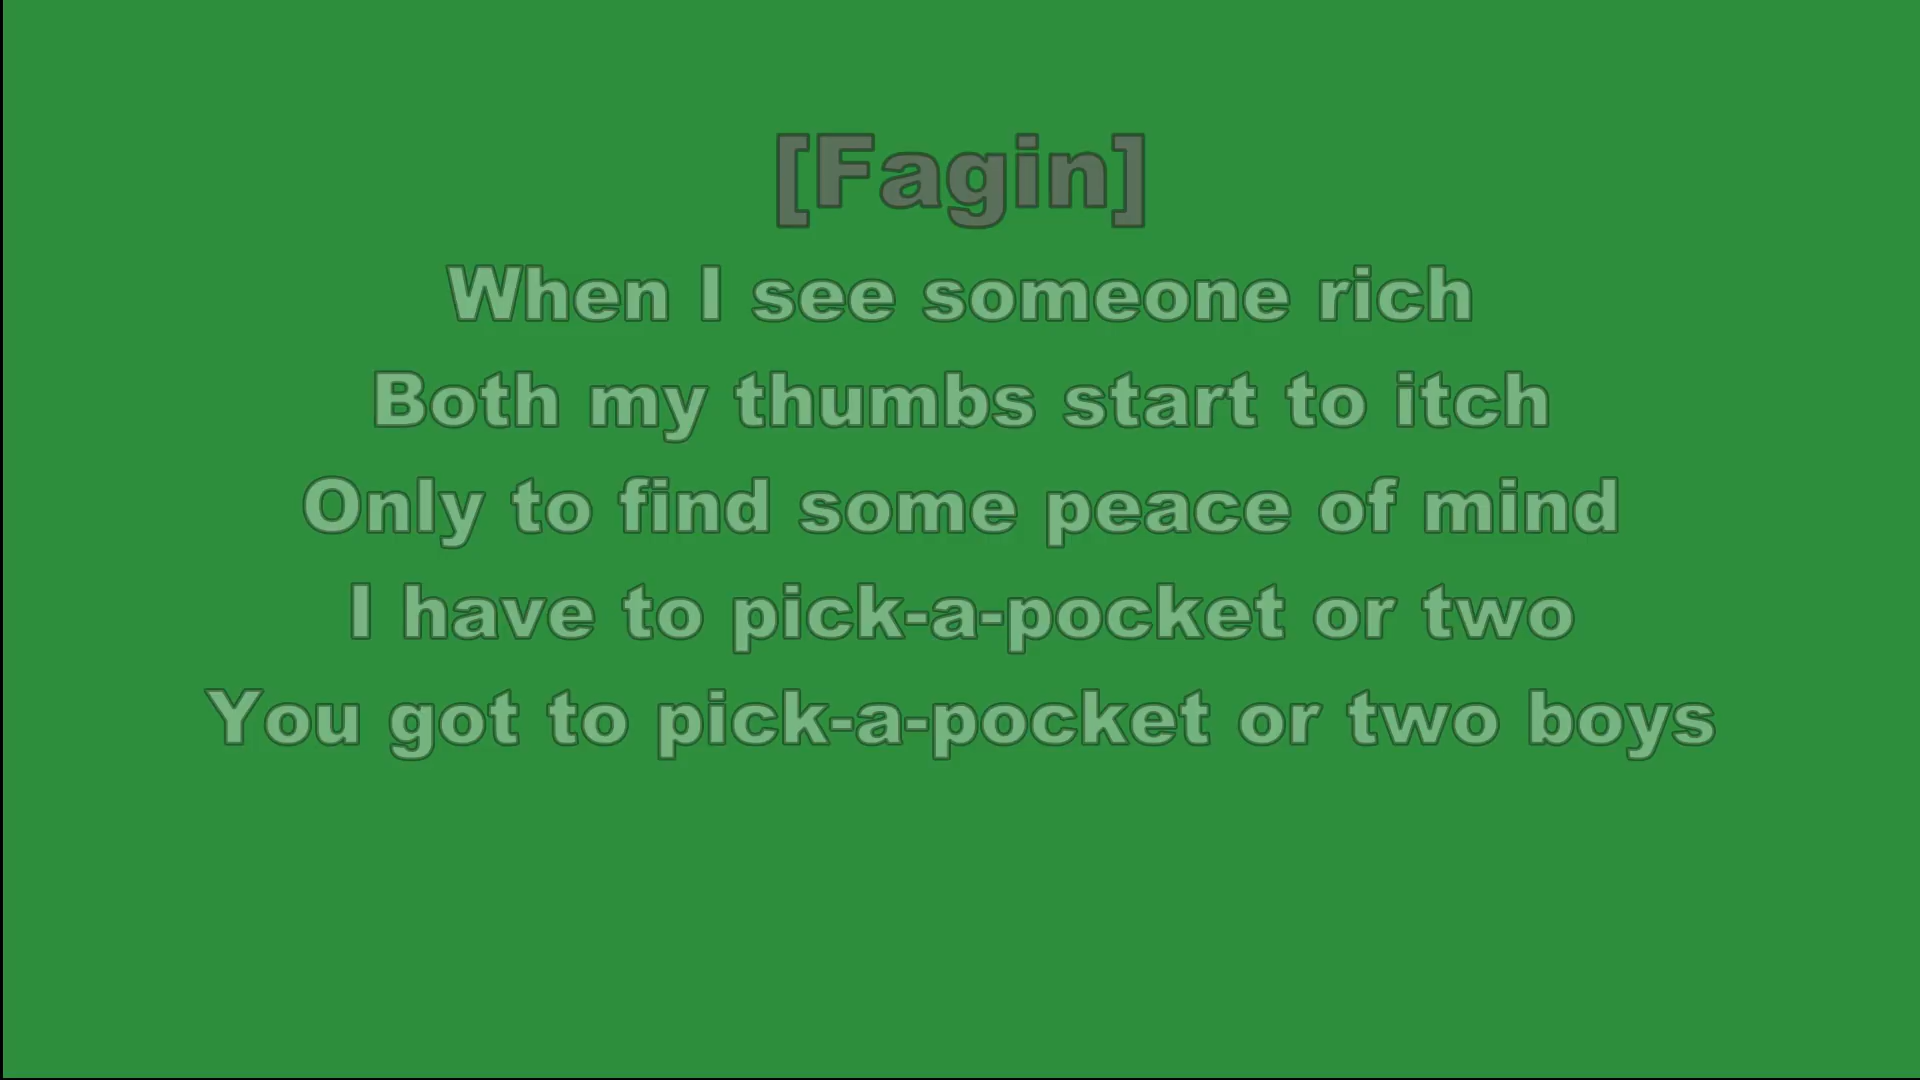 [Fagin]
When I see someone rich
Both my thumbs start to itch
Only to find some peace of mind
I have to pick-a-pocket or two
You got to pick-a-pocket or two boys